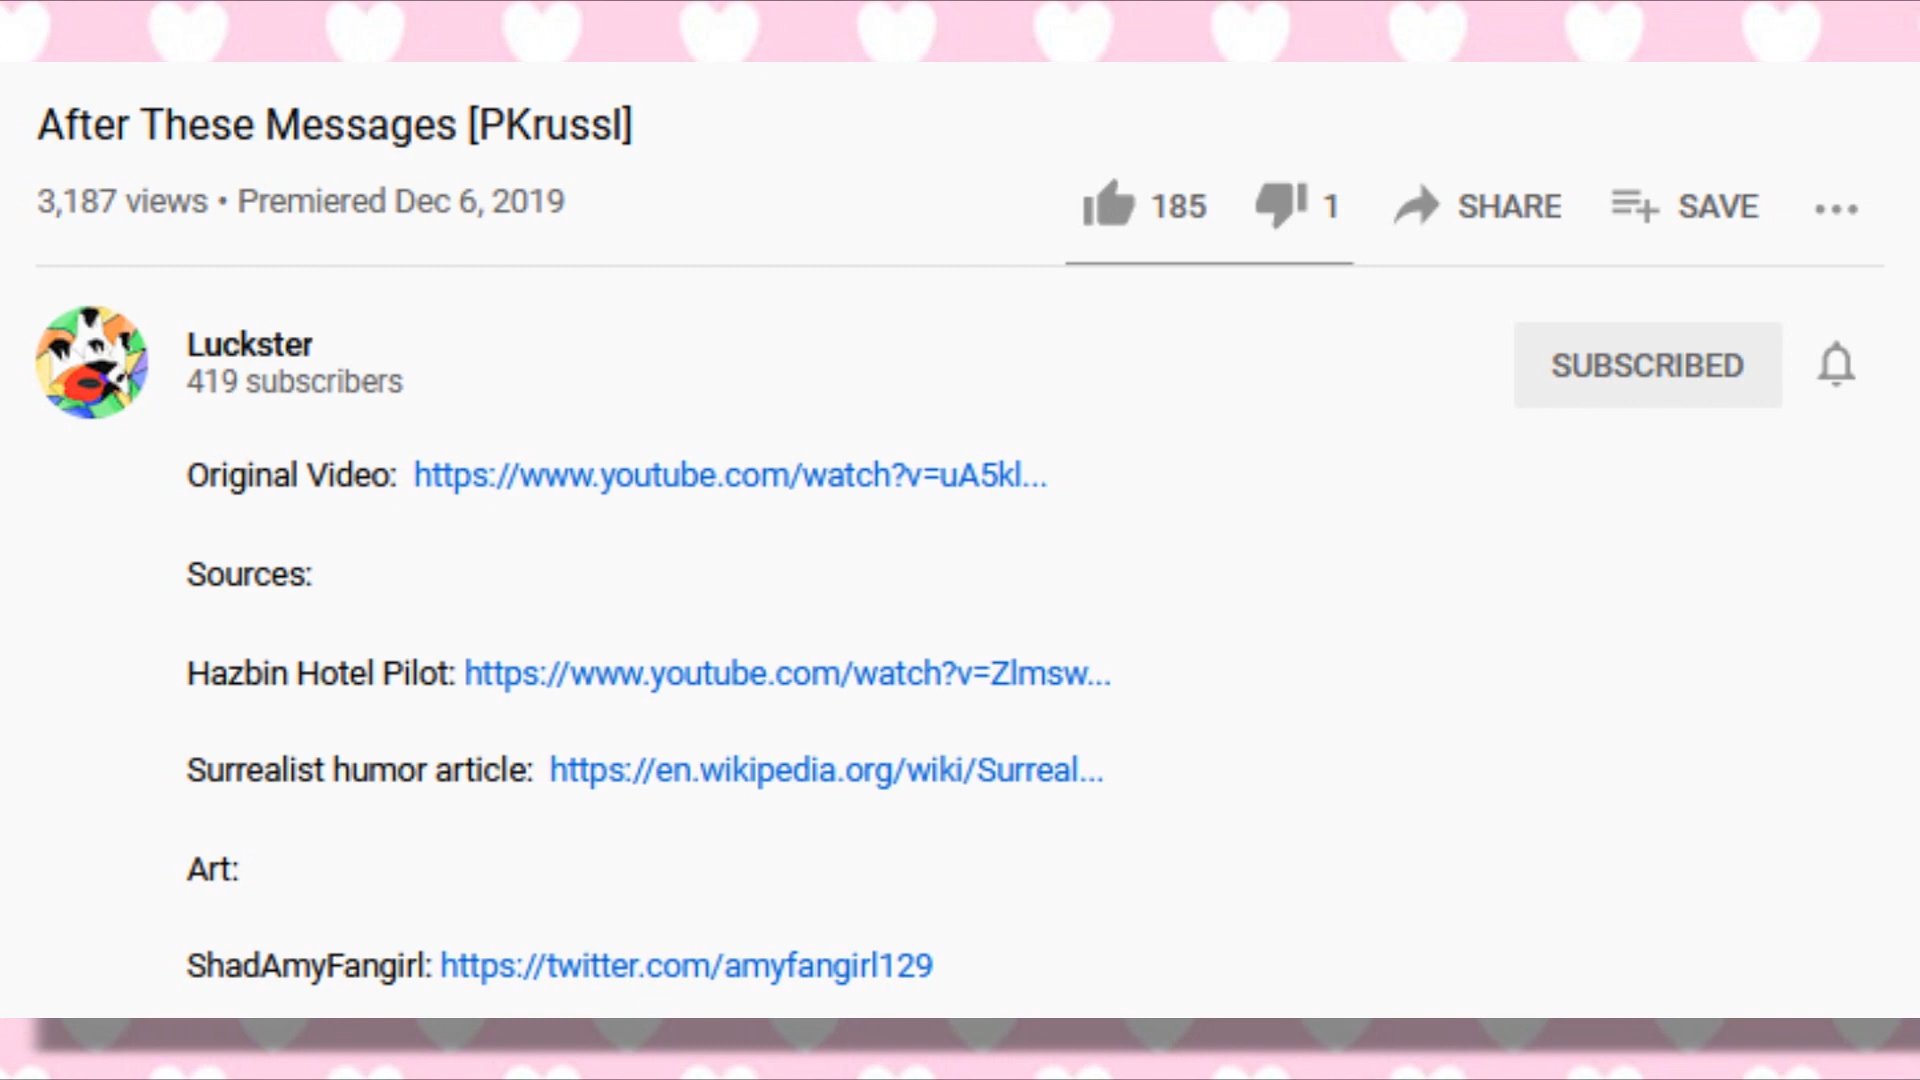 After These Messages [PKrussl]
3,187 views • Premiered Dec 6, 2019
185 1 SHARE SAVE
Luckster
419 subscribers
SUBSCRIBED
Original Video: https://www.youtube.com/watch?v=uA5kl...
Sources:
Hazbin Hotel Pilot: https://www.youtube.com/watch?v=Zlmsw...
Surrealist humor article: https://en.wikipedia.org/wiki/Surreal...
Art:
ShadAmyFangirl: https://twitter.com/amyfangirl129